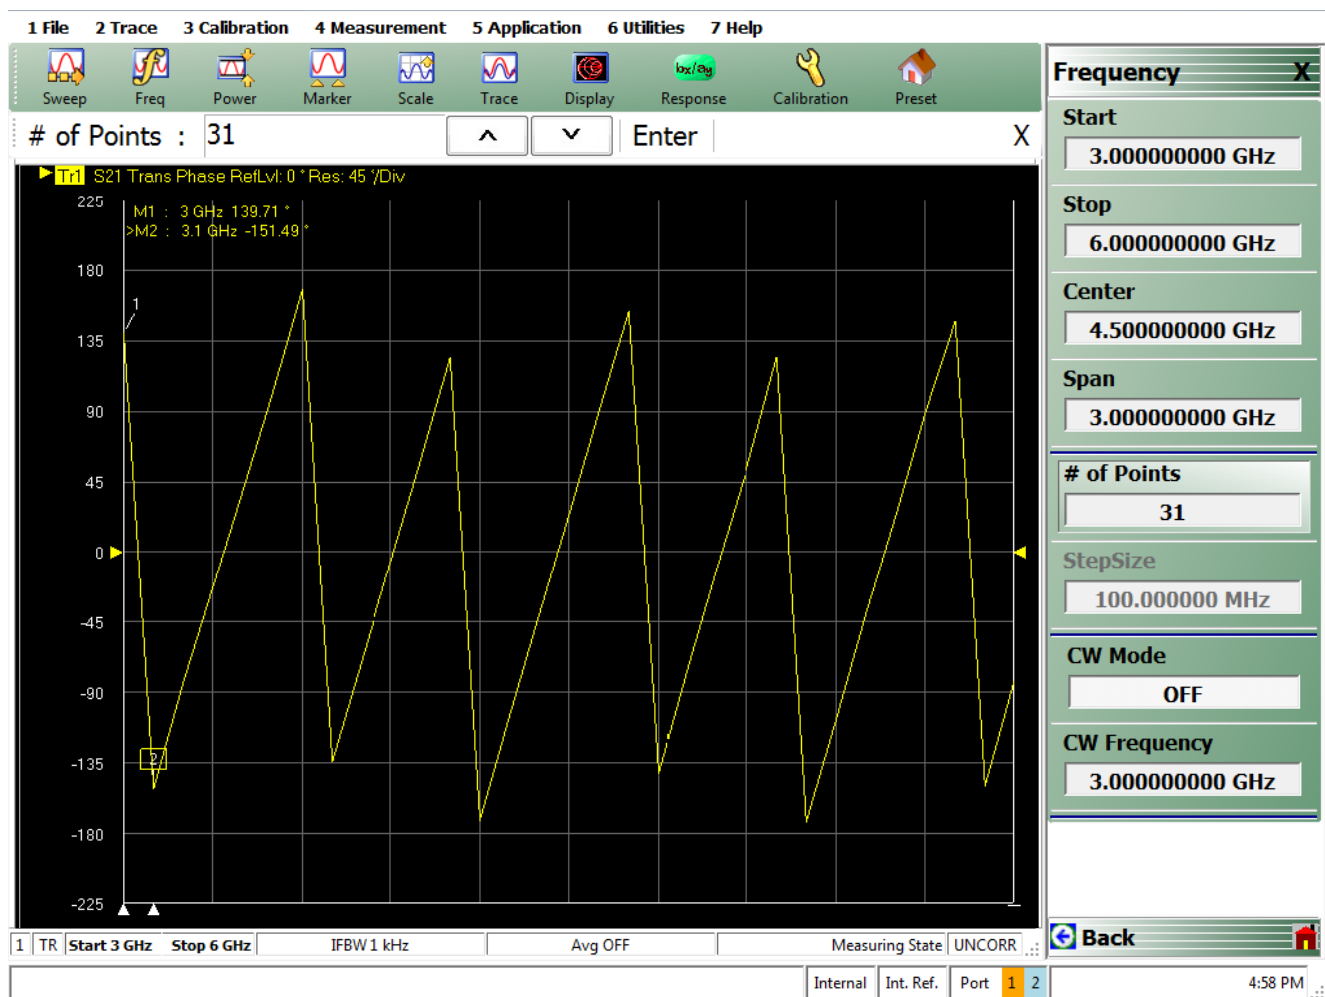 1 File 2 Trace 3 Calibration 4 Measurement 5 Application 6 Utilities 7 Help
Sweep Freq Power Marker Scale Trace Display bx/ay Response Calibration Preset
# of Points : 31 Enter X
Tr1 S21 Trans Phase RefLvl: 0 ° Res: 45 °/Div
M1 : 3 GHz 139.71 °
>M2 : 3.1 GHz -151.49 °
225
180
135
90
45
0
-45
-90
-135
-180
-225
1
2
1 TR Start 3 GHz Stop 6 GHz IFBW 1 kHz Avg OFF Measuring State UNCORR
Frequency X
Start
3.000000000 GHz
Stop
6.000000000 GHz
Center
4.500000000 GHz
Span
3.000000000 GHz
# of Points
31
StepSize
100.000000 MHz
CW Mode
OFF
CW Frequency
3.000000000 GHz
Back
Internal Int. Ref. Port 1 2 4:58 PM